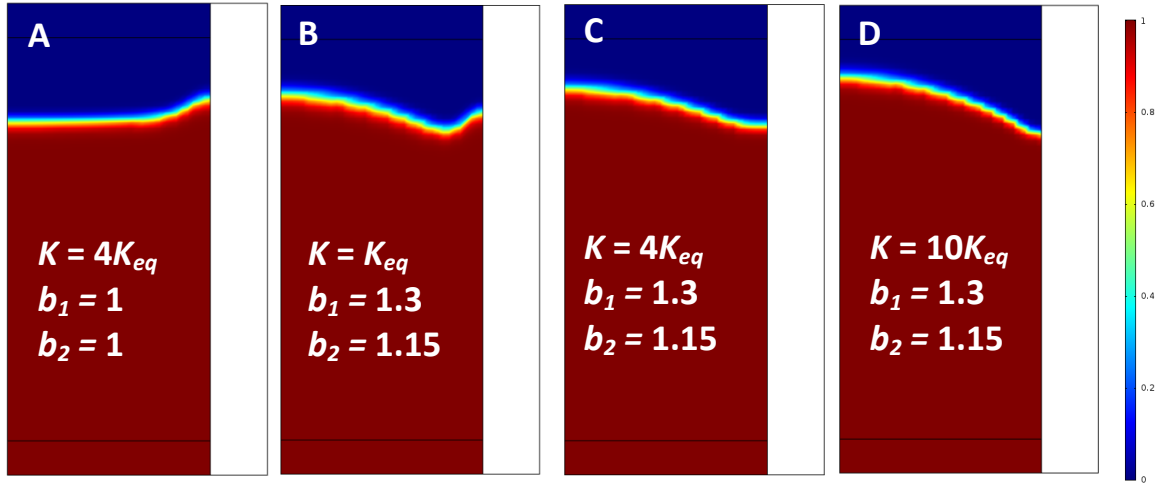 A
K = 4Keq
b1 = 1
b2 = 1
B
K = Keq
b1 = 1.3
b2 = 1.15
C
K = 4Keq
b1 = 1.3
b2 = 1.15
D
K = 10Keq
b1 = 1.3
b2 = 1.15
1
0.8
0.6
0.4
0.2
0